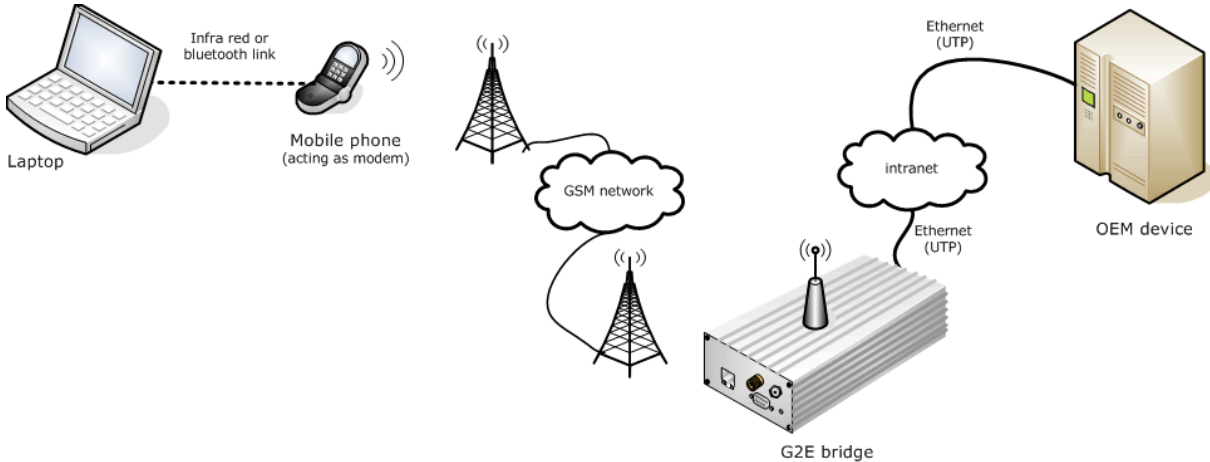 Infra red or
bluetooth link
Laptop
Mobile phone
(acting as modem)
GSM network
Ethernet
(UTP)
intranet
Ethernet
(UTP)
OEM device
G2E bridge